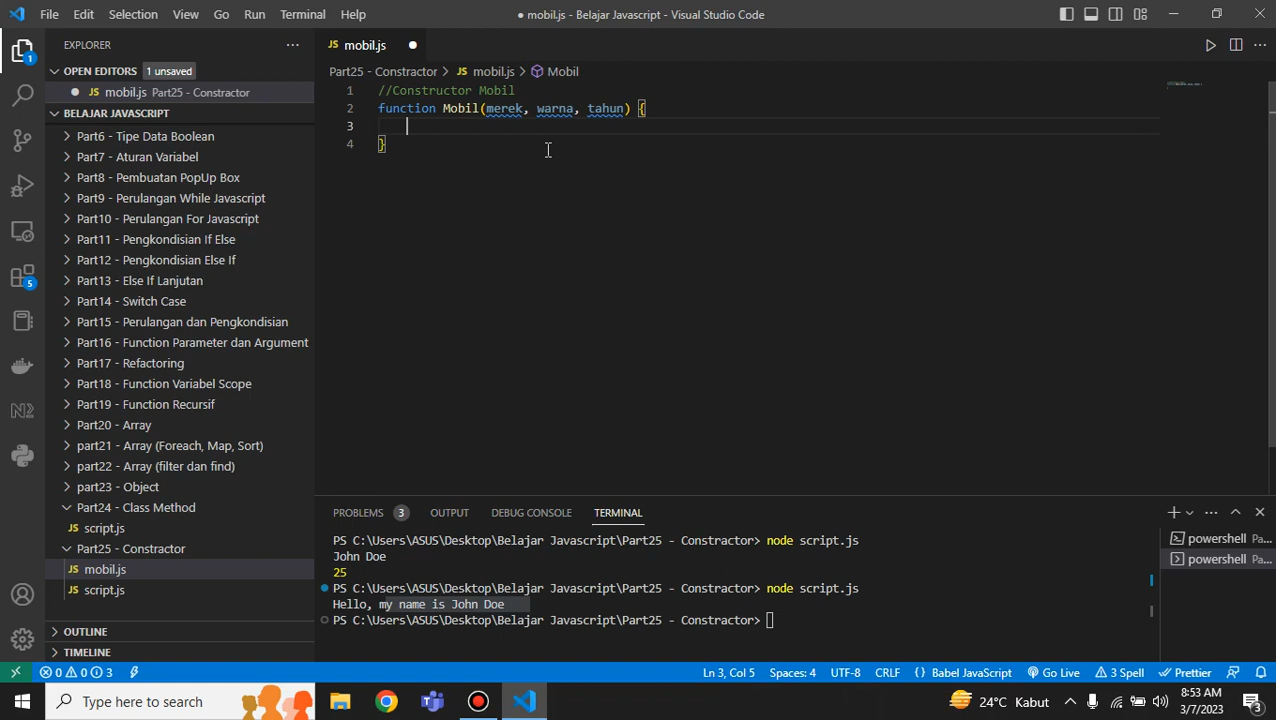 File Edit Selection View Go Run Terminal Help
● mobil.js - Belajar Javascript - Visual Studio Code
EXPLORER
OPEN EDITORS 1 unsaved
● JS mobil.js Part25 - Constractor
BELAJAR JAVASCRIPT
Part6 - Tipe Data Boolean
Part7 - Aturan Variabel
Part8 - Pembuatan PopUp Box
Part9 - Perulangan While Javascript
Part10 - Perulangan For Javascript
Part11 - Pengkondisian If Else
Part12 - Pengkondisian Else If
Part13 - Else If Lanjutan
Part14 - Switch Case
Part15 - Perulangan dan Pengkondisian
Part16 - Function Parameter dan Argument
Part17 - Refactoring
Part18 - Function Variabel Scope
Part19 - Function Recursif
Part20 - Array
part21 - Array (Foreach, Map, Sort)
part22 - Array (filter dan find)
part23 - Object
Part24 - Class Method
JS script.js
Part25 - Constractor
JS mobil.js
JS script.js
OUTLINE
TIMELINE
1
5
N2
JS mobil.js ●
Part25 - Constractor > JS mobil.js > Mobil
1 //Constructor Mobil
2 function Mobil(merek, warna, tahun) {
3
4 }
PROBLEMS 3 OUTPUT DEBUG CONSOLE TERMINAL
PS C:\Users\ASUS\Desktop\Belajar Javascript\Part25 - Constractor> node script.js
John Doe
25
PS C:\Users\ASUS\Desktop\Belajar Javascript\Part25 - Constractor> node script.js
Hello, my name is John Doe
PS C:\Users\ASUS\Desktop\Belajar Javascript\Part25 - Constractor>
powershell Pa...
powershell Pa...
0 0 3
Ln 3, Col 5 Spaces: 4 UTF-8 CRLF { } Babel JavaScript Go Live 3 Spell Prettier
Type here to search
24°C Kabut
8:53 AM
3/7/2023
3